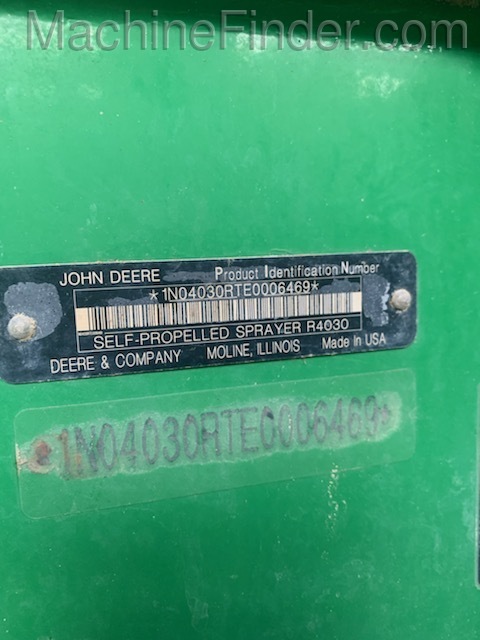 MachineFinder.com
JOHN DEERE Product Identification Number
*1N04030RTE0006469*
SELF-PROPELLED SPRAYER R4030
DEERE & COMPANY MOLINE, ILLINOIS Made in USA
*1N04030RTE0006469*